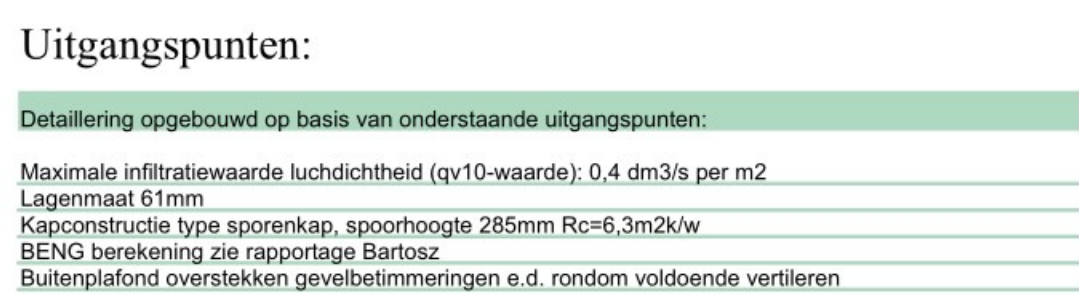 Uitgangspunten:
Detaillering opgebouwd op basis van onderstaande uitgangspunten:
Maximale infiltratiewaarde luchdichtheid (qv10-waarde): 0,4 dm3/s per m2
Lagenmaat 61mm
Kapconstructie type sporenkap, spoorhoogte 285mm Rc=6,3m2k/w
BENG berekening zie rapportage Bartosz
Buitenplafond overstekken gevelbetimmeringen e.d. rondom voldoende vertileren